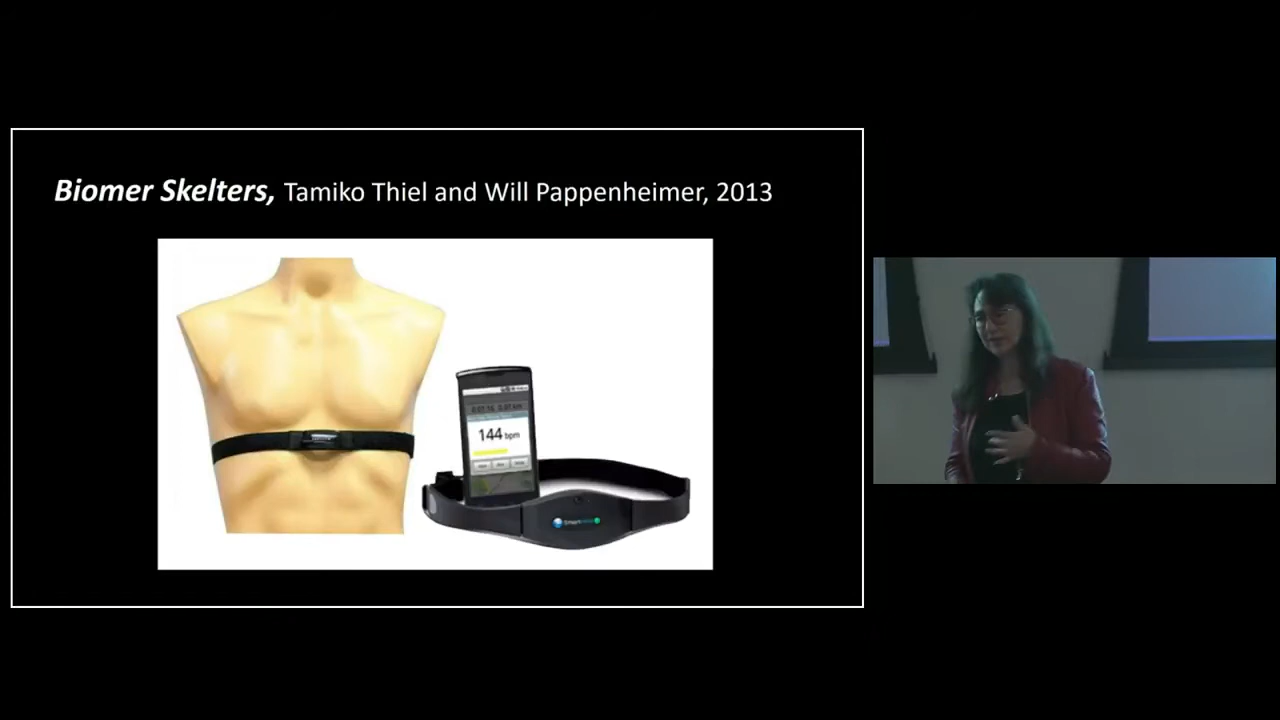 Biomer Skelters, Tamiko Thiel and Will Pappenheimer, 2013
144 bpm